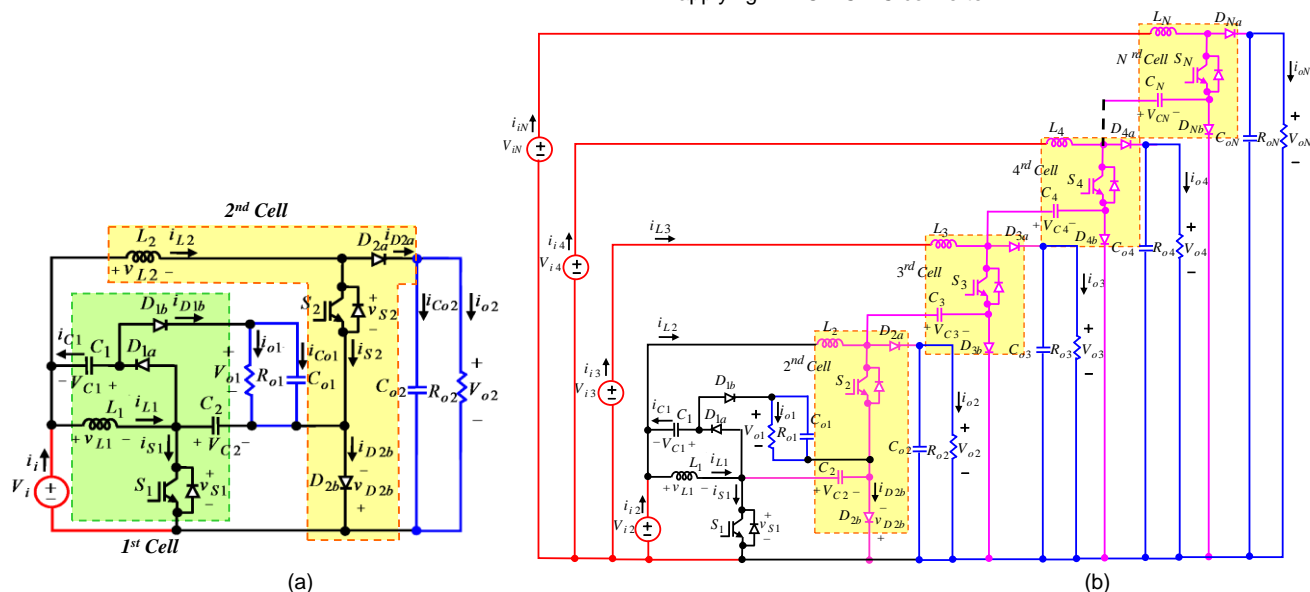 2nd Cell
L2
iL2
+ vL2 −
D2a
iD2a
S2
+
vS2
−
iS2
iCo2
io2
D1b
iD1b
iC1
C1
D1a
− VC1 +
+
Vo1
−
io1
Ro1
iCo1
Co1
Co2
Ro2
+
Vo2
−
L1
iL1
+ vL1 −
C2
+ VC2 −
iS1
S1
+
vS1
−
ii
Vi
iD2b
D2b
−
vD2b
+
1st Cell
(a)
LN
DNa
N rd Cell
SN
CN
+ VCN −
DNb
CoN
RoN
ioN
+
VoN
−
iiN
ViN
L4
D4a
4rd Cell
S4
C4
+ VC4 −
D4b
Co4
Ro4
io4
+
Vo4
−
ii4
Vi4
iL3
L3
D3a
3rd Cell
S3
C3
+ VC3 −
D3b
Co3
Ro3
io3
+
Vo3
−
ii3
Vi3
iL2
L2
D2a
2nd Cell
S2
D1b
iC1
C1
D1a
− VC1 +
+
Vo1
−
io1
Ro1
Co1
Co2
Ro2
io2
+
Vo2
−
L1
iL1
+ vL1 −
iS1
C2
+ VC2 −
iD2b
D2b
−
vD2b
+
S1
+
vS1
−
ii2
Vi2
(b)